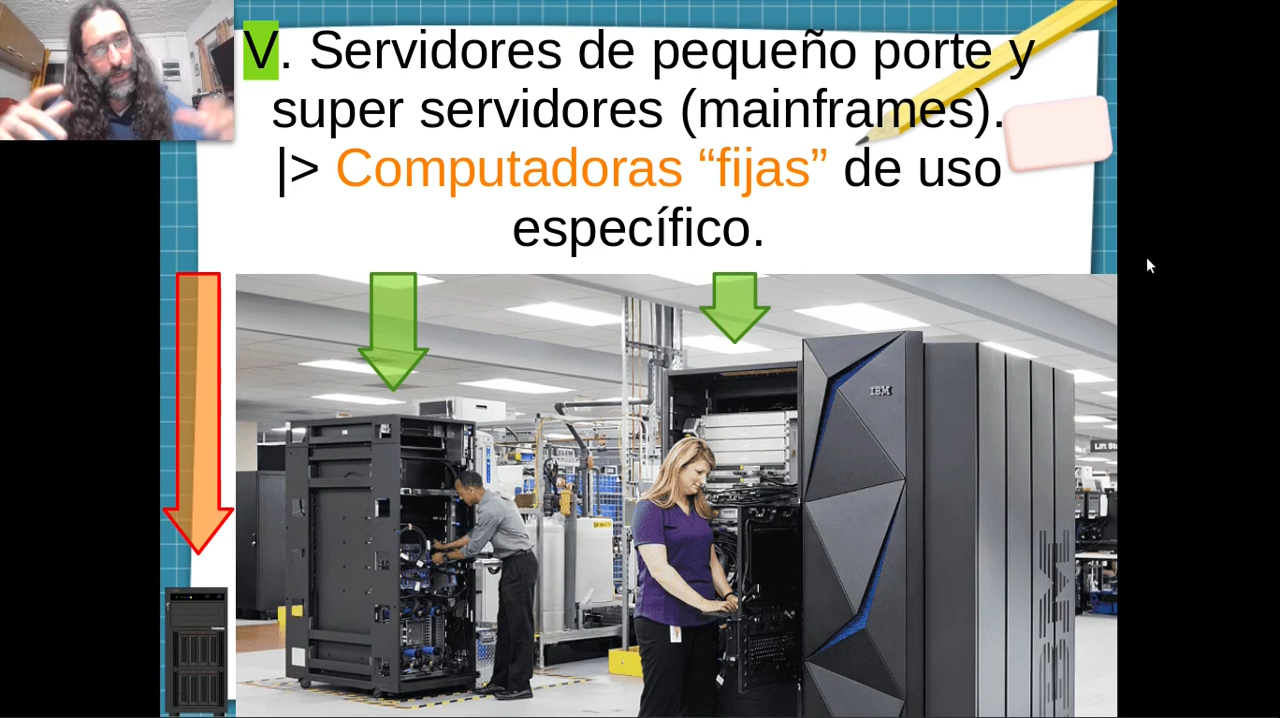 V. Servidores de pequeño porte y
super servidores (mainframes).
|> Computadoras “fijas” de uso
específico.
IBM